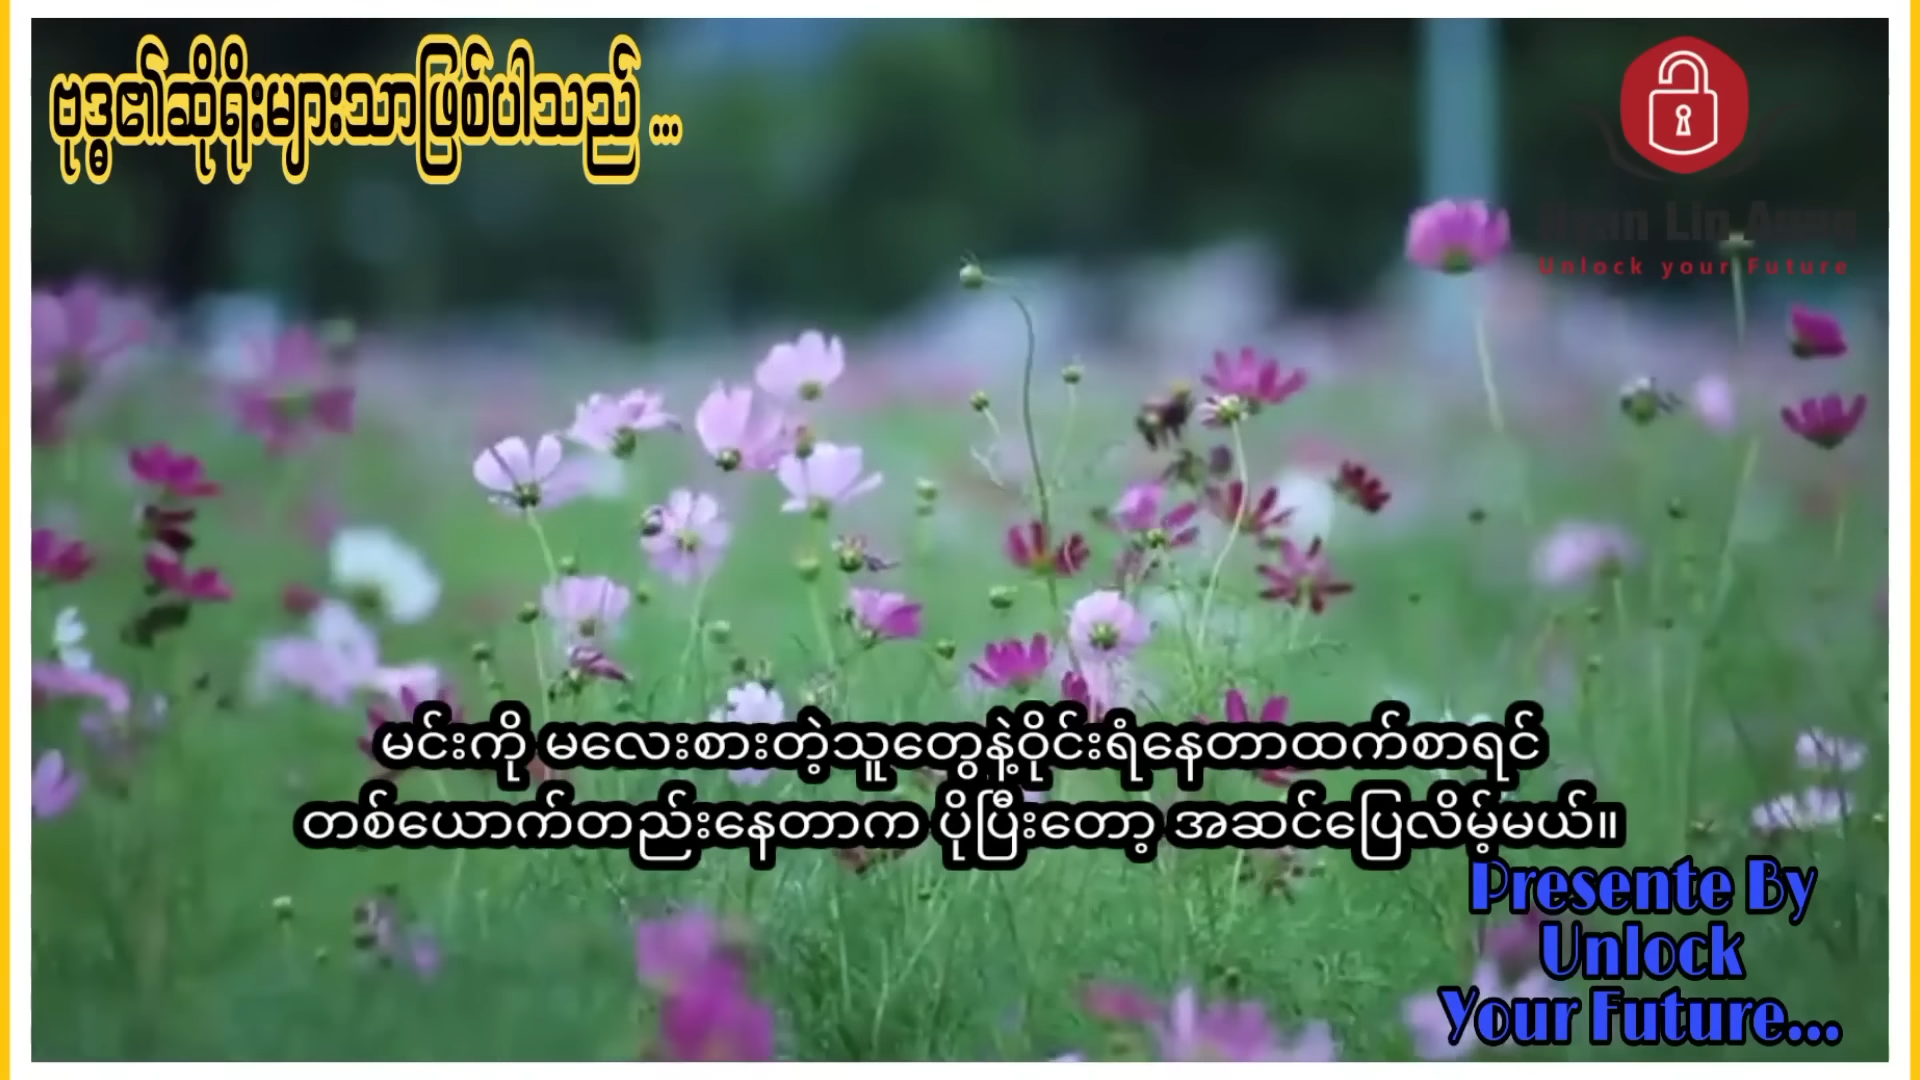 ဗုဒ္ဓ၏ဆိုရိုးများသာဖြစ်ပါသည် ...
Lin Aung
Unlock your Future
မင်းကို မလေးစားတဲ့သူတွေနဲ့ဝိုင်းရံနေတာထက်စာရင်
တစ်ယောက်တည်းနေတာက ပိုပြီးတော့ အဆင်ပြေလိမ့်မယ်။
Presente By
Unlock
Your Future...